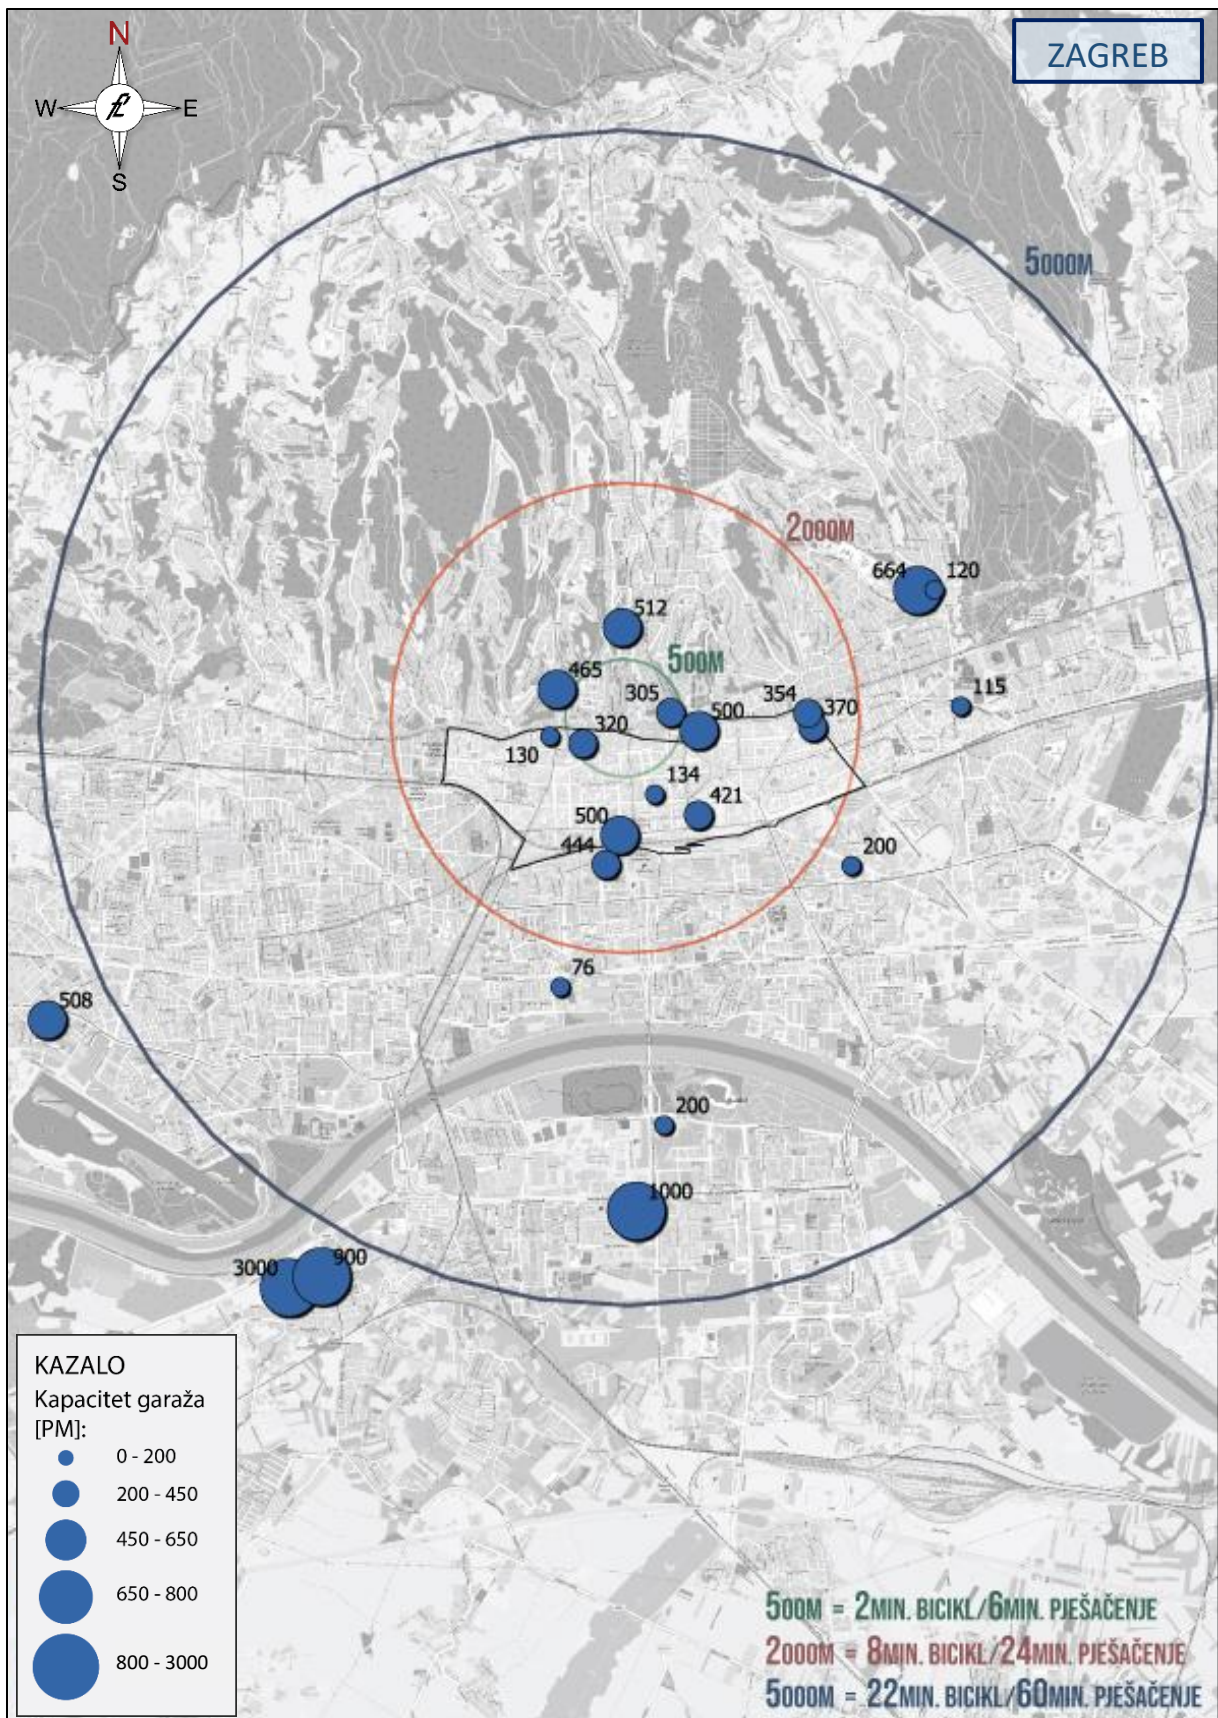 N
ZAGREB
W
E
S
5000M
2000M
664
120
512
500M
465
305
354
115
500
370
320
130
134
421
500
444
200
76
508
200
1000
900
3000
KAZALO
Kapacitet garaža
[PM]:
0 - 200
200 - 450
450 - 650
650 - 800
800 - 3000
500M = 2MIN. BICIKL/6MIN. PJEŠAČENJE
2000M = 8MIN. BICIKL/24MIN. PJEŠAČENJE
5000M = 22MIN. BICIKL/60MIN. PJEŠAČENJE